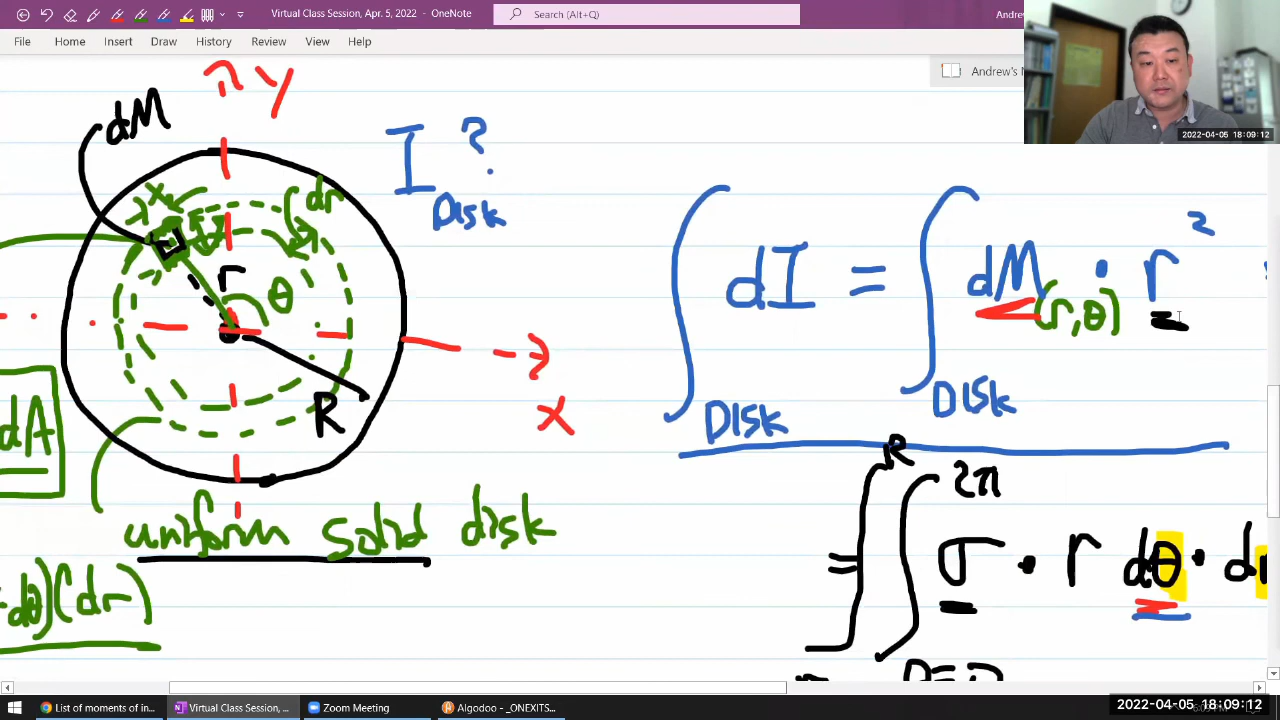 Virtual Class Session, Apr. 5, 2022 - OneNote
Search (Alt+Q)
File Home Insert Draw History Review View Help
2022-04-05 18:09:12
dM
Y
I Disk ?
dr
r
θ
R
x
dA
uniform solid disk
dθ)(dr)
∫ DISK dI = ∫ DISK dM (r,θ) · r²
= ∫ R ∫ 2π σ · r dθ · d
List of moments of in...
Virtual Class Session, ...
Zoom Meeting
Algodoo - _ONEXITS...
2022-04-05 18:09:12